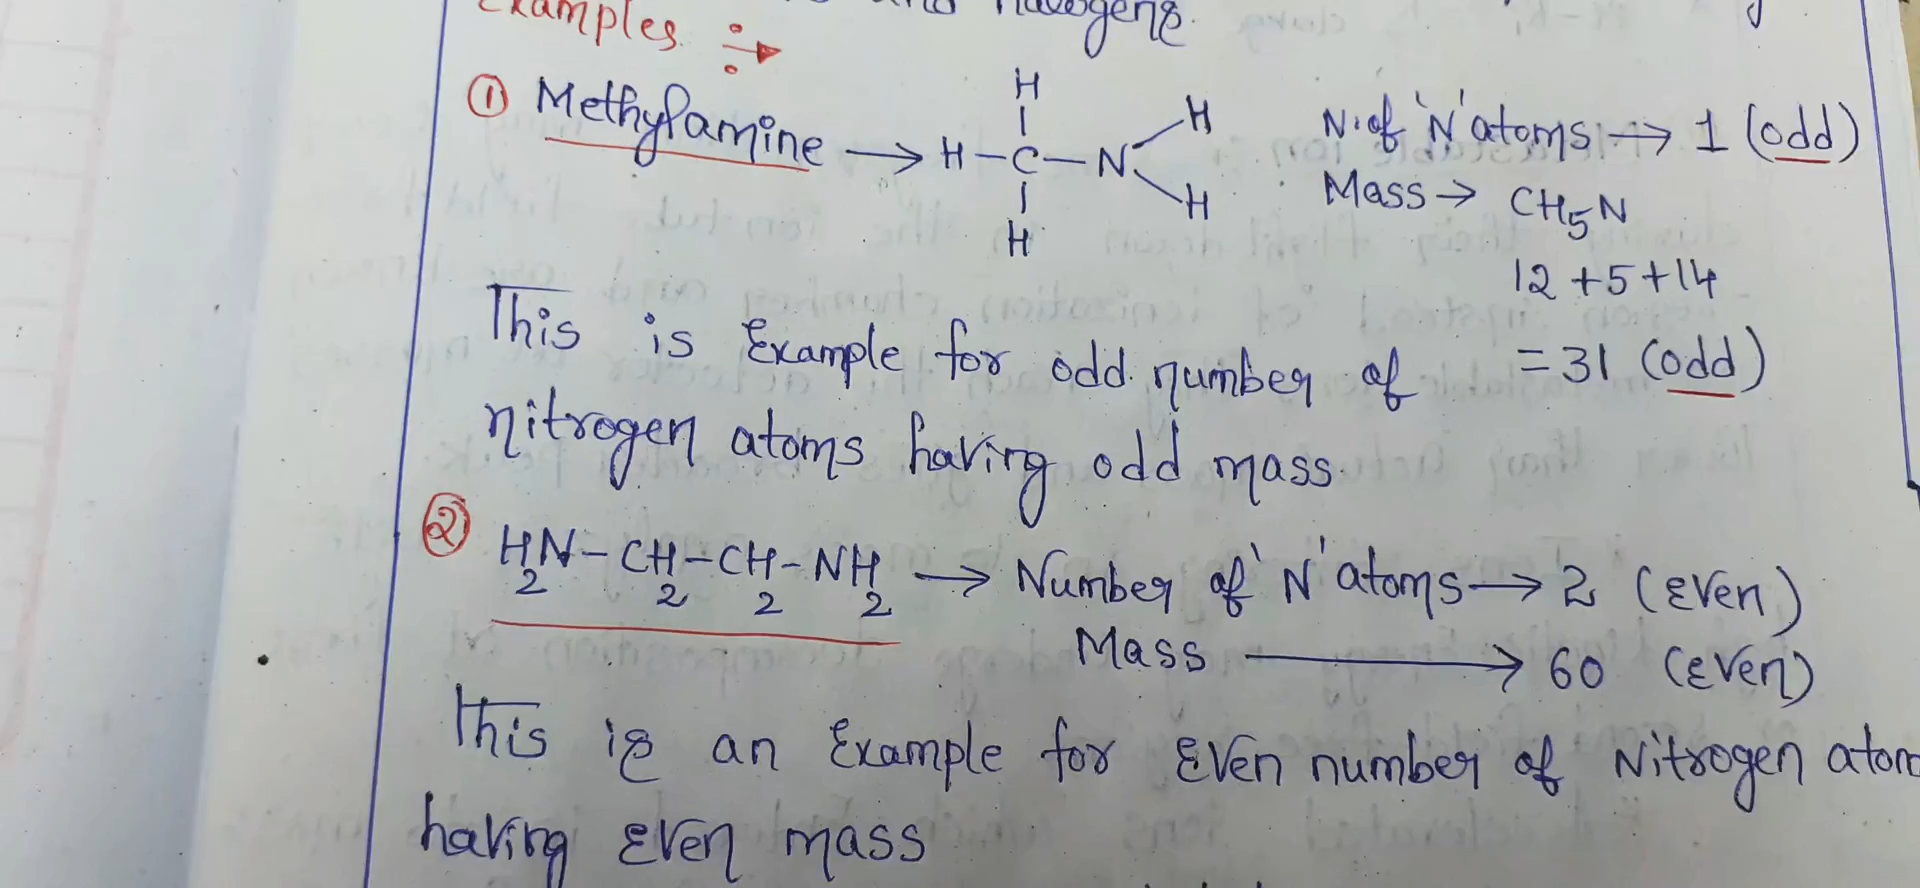 and halogens.
Examples ÷→
① Methylamine → H-C-N N.of 'N' atoms → 1 (odd)
H
H
H
H
Mass → CH5N
12 +5+14
= 31 (odd)
This is Example for odd number of
nitrogen atoms having odd mass.
② H2N-CH2-CH2-NH2 → Number of 'N' atoms → 2 (Even)
Mass → 60 (Even)
This is an Example for Even number of Nitrogen atom
having Even mass